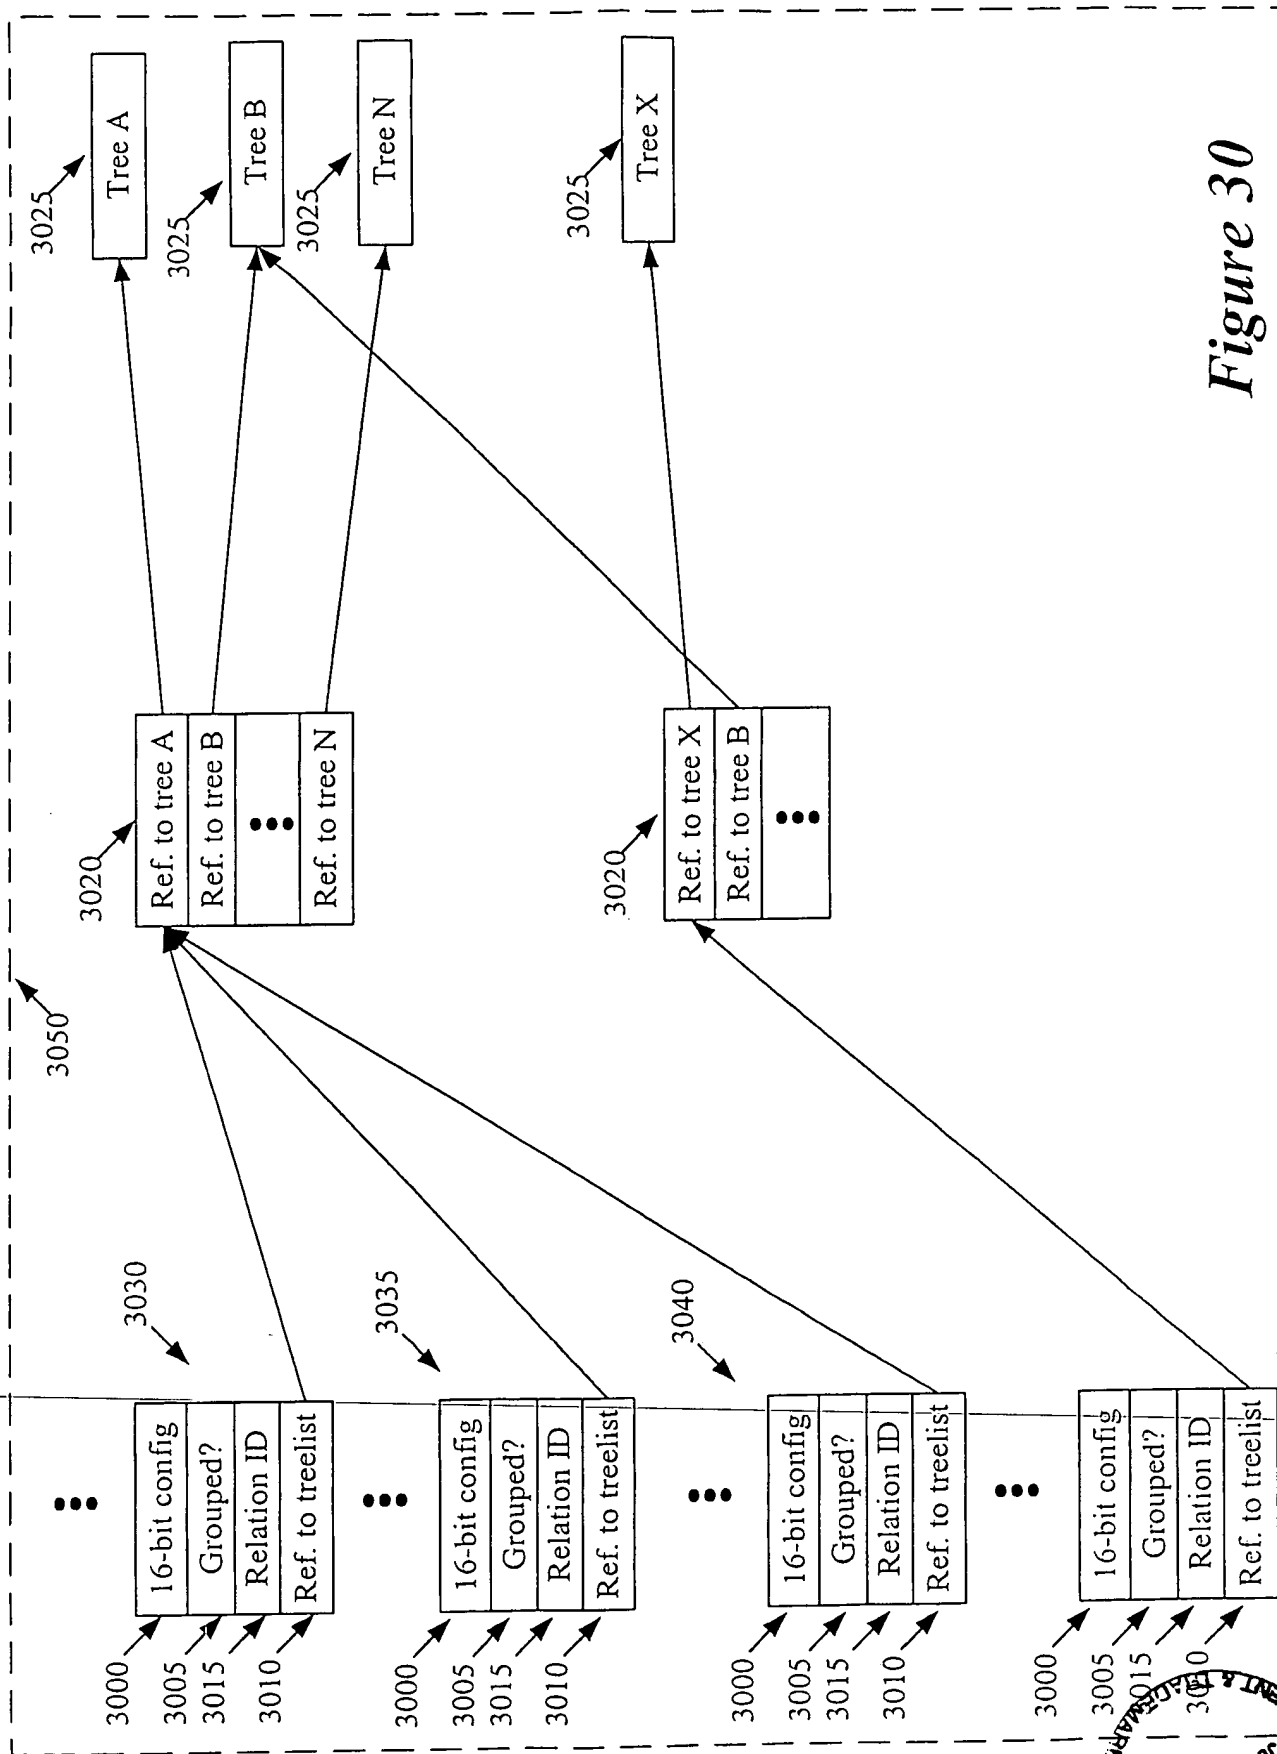 3050
3000
3005
3015
3010
16-bit config
Grouped?
Relation ID
Ref. to treelist
3030
3000
3005
3015
3010
16-bit config
Grouped?
Relation ID
Ref. to treelist
3035
3000
3005
3015
3010
16-bit config
Grouped?
Relation ID
Ref. to treelist
3040
3000
3005
3015
3010
16-bit config
Grouped?
Relation ID
Ref. to treelist
3020
Ref. to tree A
Ref. to tree B
Ref. to tree N
3020
Ref. to tree X
Ref. to tree B
3025
Tree A
3025
Tree B
3025
Tree N
3025
Tree X
Figure 30